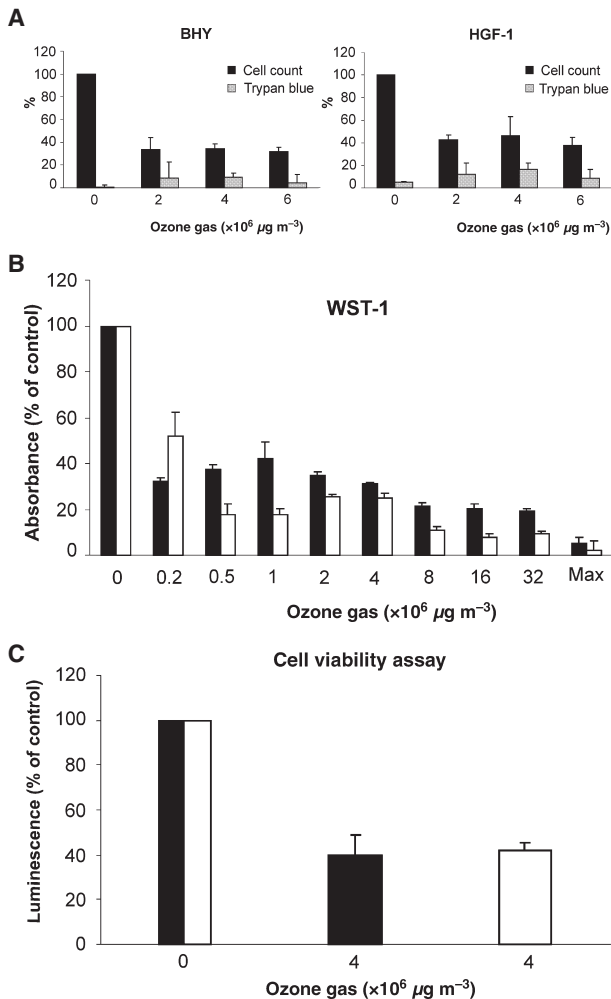 A
BHY
HGF-1
120
100
80
60
40
20
0
%
Cell count
Trypan blue
0 2 4 6
Ozone gas (×10⁶ µg m⁻³)
120
100
80
60
40
20
0
%
Cell count
Trypan blue
0 2 4 6
Ozone gas (×10⁶ µg m⁻³)
B
WST-1
Absorbance (% of control)
120
100
80
60
40
20
0
0 0.2 0.5 1 2 4 8 16 32 Max
Ozone gas (×10⁶ µg m⁻³)
C
Cell viability assay
Luminescence (% of control)
120
100
80
60
40
20
0
0 4 4
Ozone gas (×10⁶ µg m⁻³)